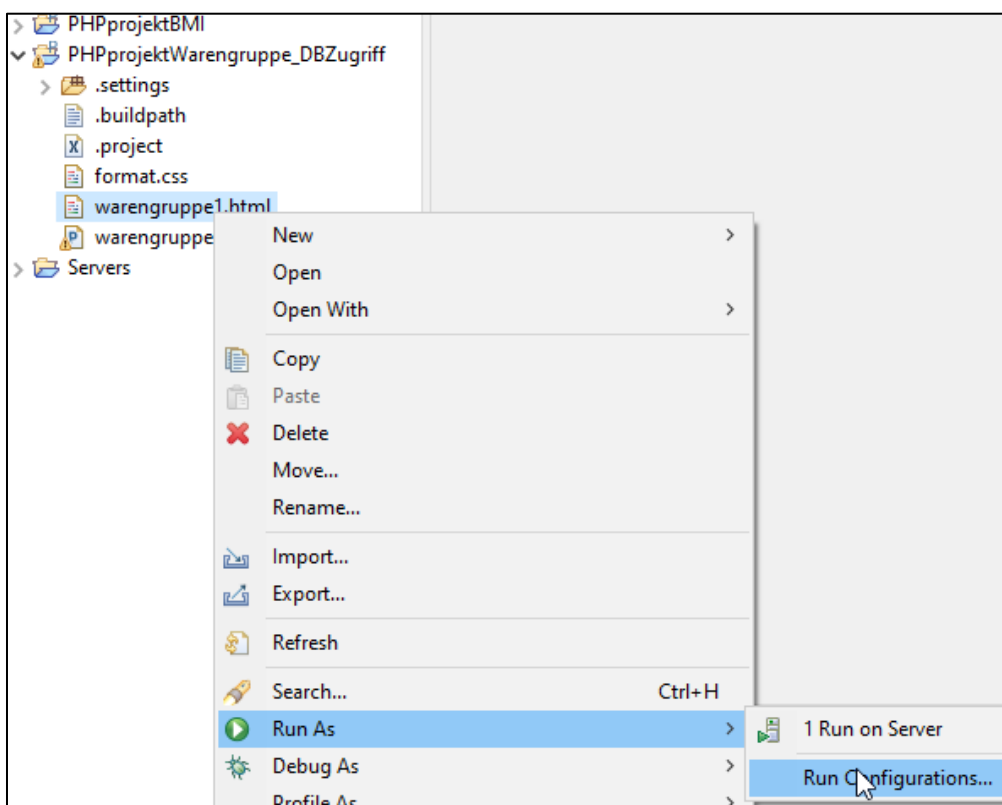 PHPprojektBMI
PHPprojektWarengruppe_DBZugriff
.settings
.buildpath
.project
format.css
warengruppe1.html
warengruppe
Servers
New
Open
Open With
Copy
Paste
Delete
Move...
Rename...
Import...
Export...
Refresh
Search... Ctrl+H
Run As
1 Run on Server
Debug As
Run Configurations...
Profile As